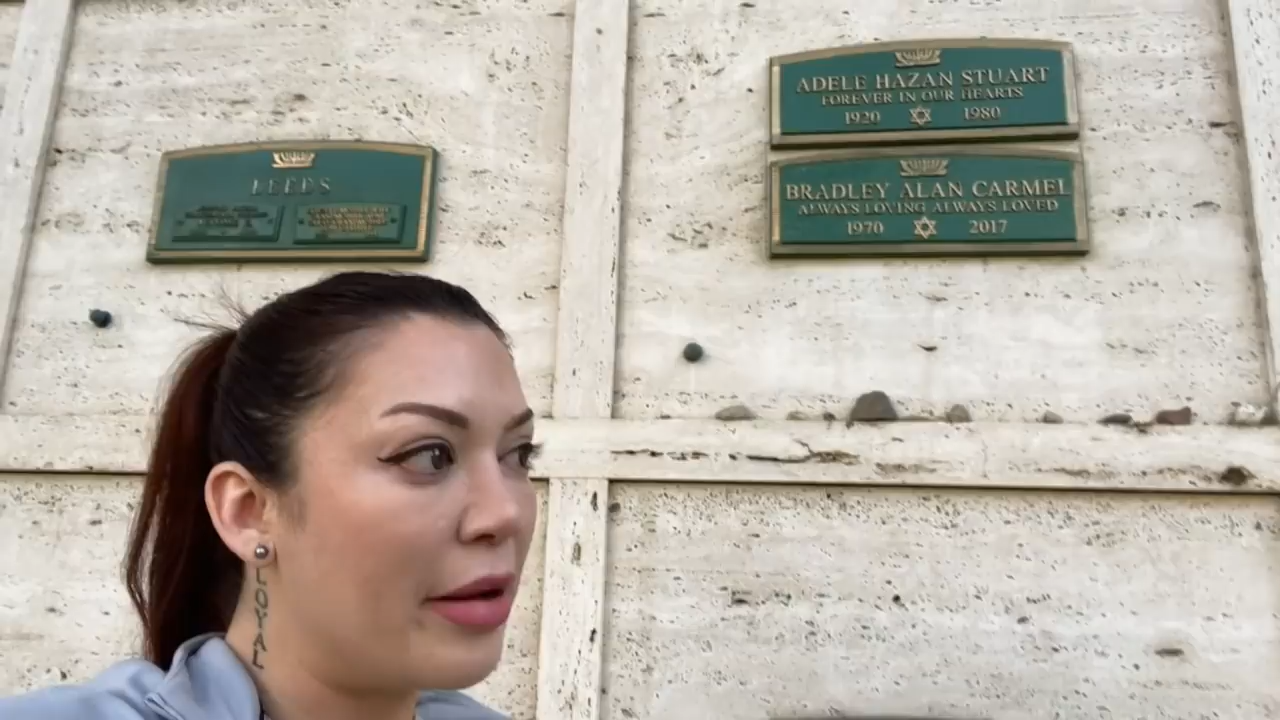 LEEDS
ADELE HAZAN STUART
FOREVER IN OUR HEARTS
1920 1980
BRADLEY ALAN CARMEL
ALWAYS LOVING ALWAYS LOVED
1970 2017
LOYAL